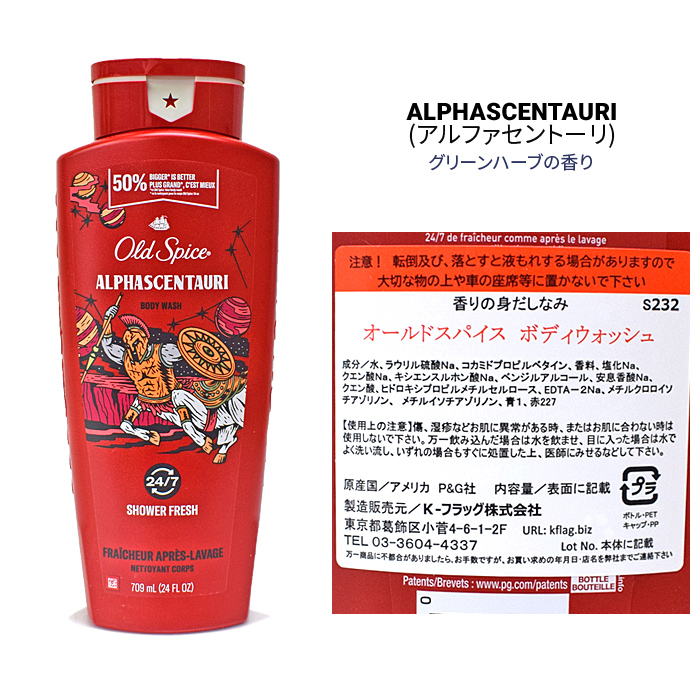 ALPHASCENTAURI
(アルファセントーリ)
グリーンハーブの香り
50% BIGGER* IS BETTER
PLUS GRAND*, C'EST MIEUX
Old Spice
ALPHASCENTAURI
BODY WASH
24/7
SHOWER FRESH
FRAÎCHEUR APRÈS-LAVAGE
NETTOYANT CORPS
709 mL (24 FL OZ)
24/7 de fraîcheur comme après le lavage
注意！ 転倒及び、落とすと液もれする場合がありますので
大切な物の上や車の座席等に置かないで下さい
香りの身だしなみ S232
オールドスパイス ボディウォッシュ
成分／水、ラウリル硫酸Na、コカミドプロピルベタイン、香料、塩化Na、
クエン酸Na、キシエンスルホン酸Na、ベンジルアルコール、安息香酸Na、
クエン酸、ヒドロキシプロピルメチルセルロース、EDTA－2Na、メチルクロロイソ
チアゾリノン、 メチルイソチアゾリノン、青1、赤227
【使用上の注意】傷、湿疹などお肌に異常がある時、またはお肌に合わない時は
使用しないで下さい。万一飲み込んだ場合は水を飲ませ、目に入った場合は水で
よく洗い流し、いずれの場合もすぐに処置した上、医師にみせるなどして下さい。
原産国／アメリカ P&G社 内容量／表面に記載
製造販売元／K-フラッグ株式会社
東京都葛飾区小菅4-6-1-2F URL: kflag.biz
TEL 03-3604-4337 Lot No. 本体に記載
プラ
ボトル・PET
キャップ・PP
万一商品に不都合がありましたら、お手数ですが、お買い求めの年月日・店名を弊社までご連絡下さい
Patents/Brevets : www.pg.com/patents
BOTTLE
BOUTEILLE
info